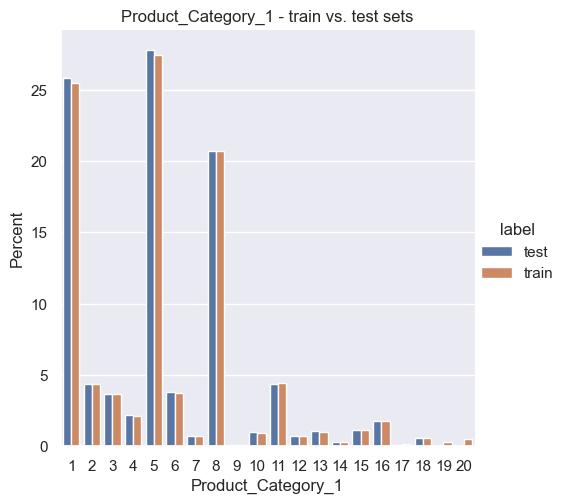 Product_Category_1 - train vs. test sets
25
20
15
10
5
0
Percent
1 2 3 4 5 6 7 8 9 10 11 12 13 14 15 16 17 18 19 20
Product_Category_1
label
test
train